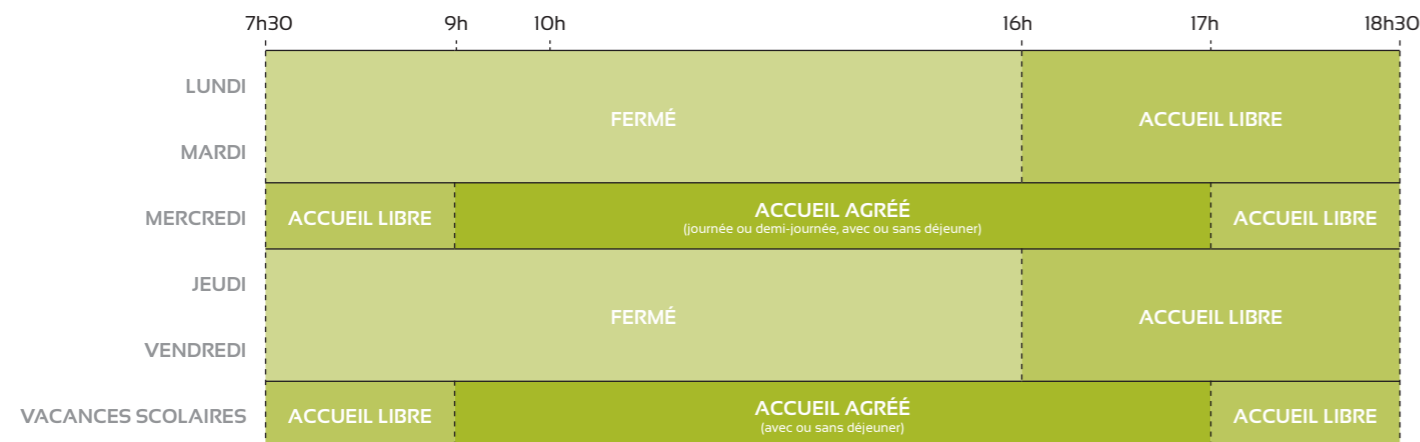 7h30 9h 10h 16h 17h 18h30
LUNDI
FERMÉ ACCUEIL LIBRE
MARDI
MERCREDI ACCUEIL LIBRE ACCUEIL AGRÉÉ ACCUEIL LIBRE
(journée ou demi-journée, avec ou sans déjeuner)
JEUDI
FERMÉ ACCUEIL LIBRE
VENDREDI
VACANCES SCOLAIRES ACCUEIL LIBRE ACCUEIL AGRÉÉ ACCUEIL LIBRE
(avec ou sans déjeuner)